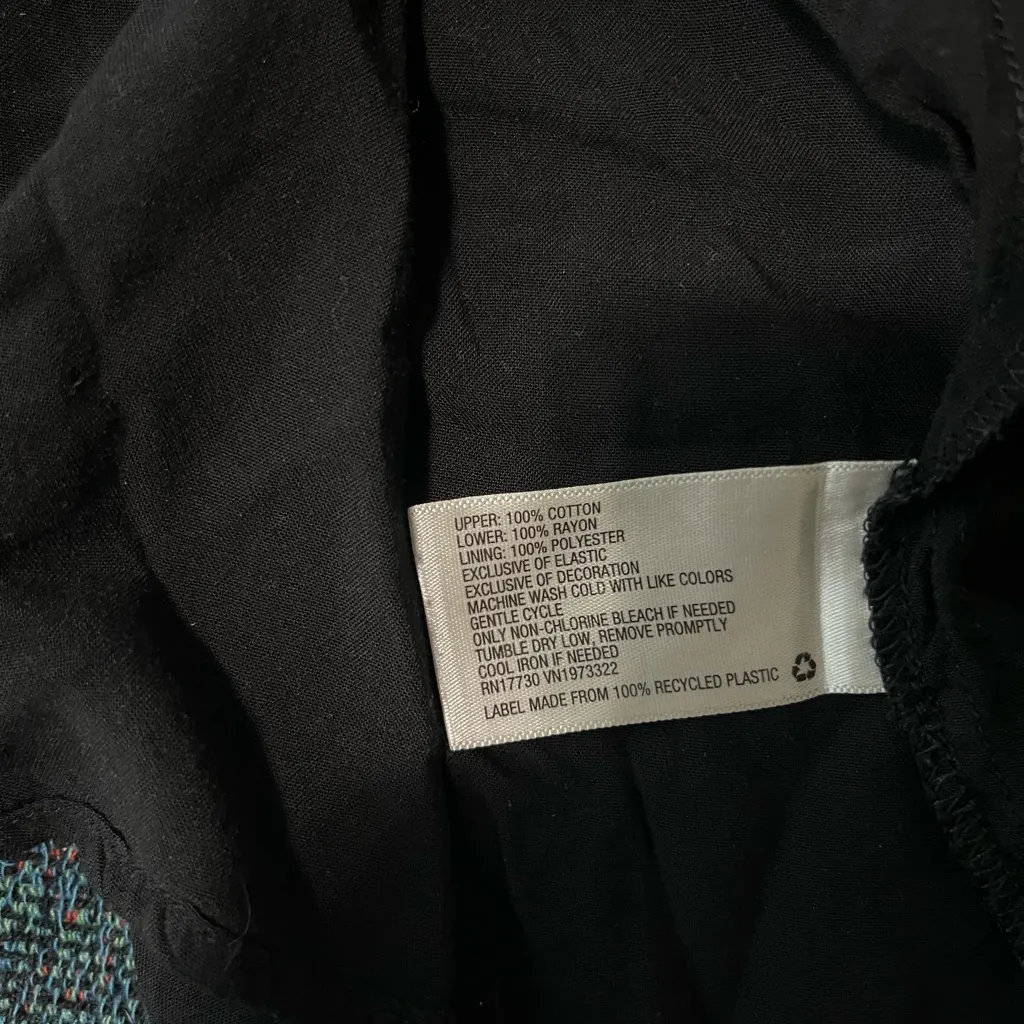 UPPER: 100% COTTON
LOWER: 100% RAYON
LINING: 100% POLYESTER
EXCLUSIVE OF ELASTIC
EXCLUSIVE OF DECORATION
MACHINE WASH COLD WITH LIKE COLORS
GENTLE CYCLE
ONLY NON-CHLORINE BLEACH IF NEEDED
TUMBLE DRY LOW, REMOVE PROMPTLY
COOL IRON IF NEEDED
RN17730 VN1973322
LABEL MADE FROM 100% RECYCLED PLASTIC